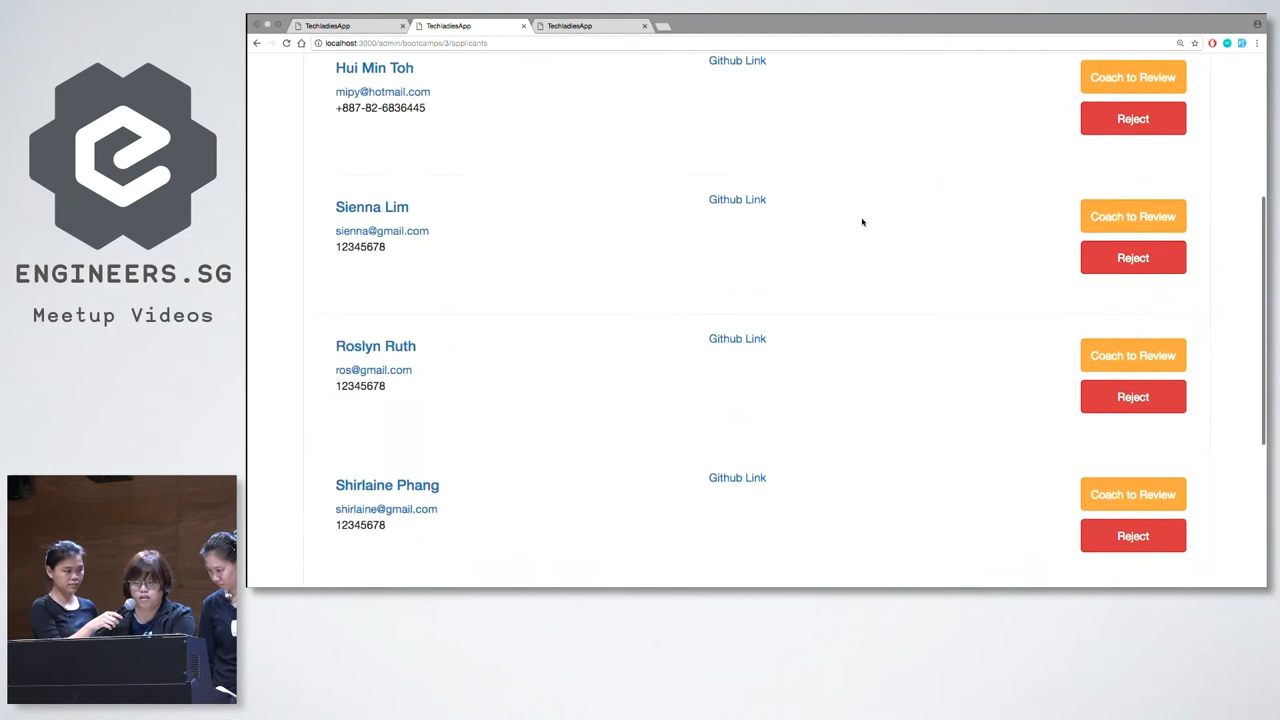 TechladiesApp
TechladiesApp
TechladiesApp
localhost:3000/admin/bootcamps/3/applicants
Hui Min Toh
mipy@hotmail.com
+887-82-6836445
Github Link
Coach to Review
Reject
Sienna Lim
sienna@gmail.com
12345678
Github Link
Coach to Review
Reject
Roslyn Ruth
ros@gmail.com
12345678
Github Link
Coach to Review
Reject
Shirlaine Phang
shirlaine@gmail.com
12345678
Github Link
Coach to Review
Reject
ENGINEERS.SG
Meetup Videos